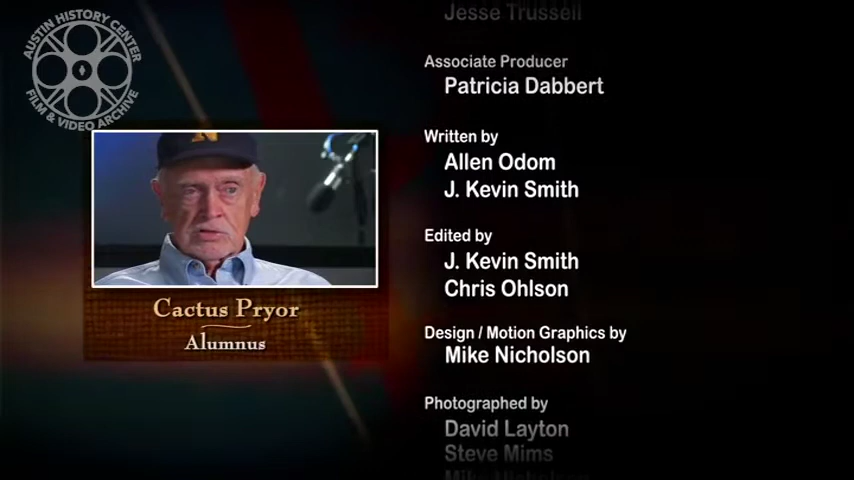 AUSTIN HISTORY CENTER
FILM & VIDEO ARCHIVE
Cactus Pryor
Alumnus
Jesse Trussell
Associate Producer
Patricia Dabbert
Written by
Allen Odom
J. Kevin Smith
Edited by
J. Kevin Smith
Chris Ohlson
Design / Motion Graphics by
Mike Nicholson
Photographed by
David Layton
Steve Mims